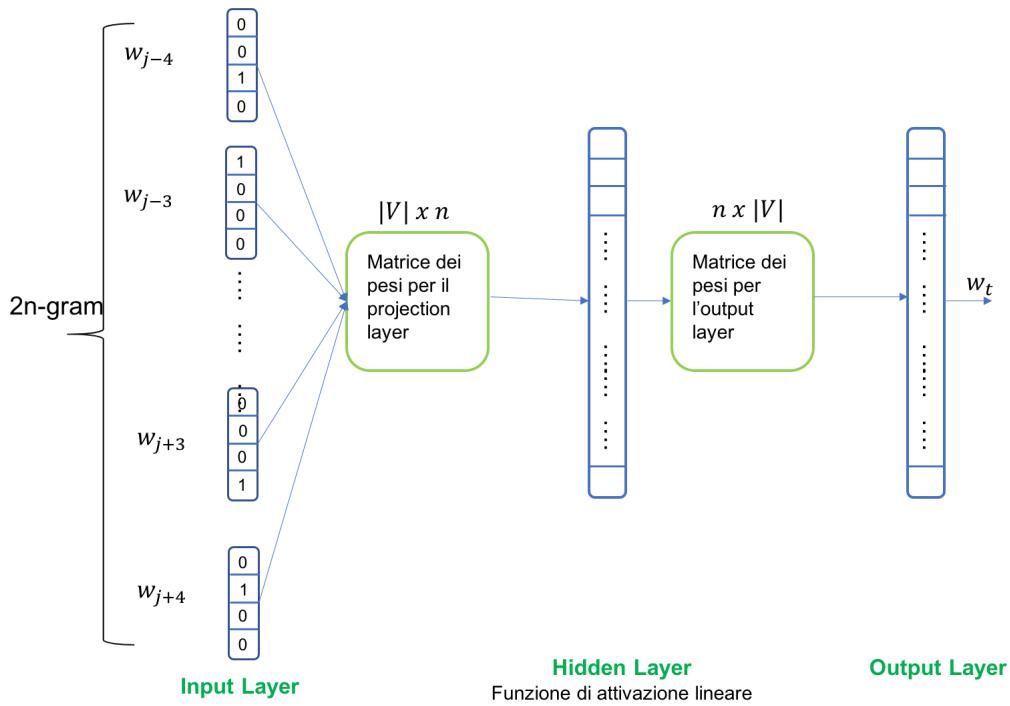 w_{j-4}
0
0
1
0
w_{j-3}
1
0
0
0
2n-gram
|V| x n
Matrice dei
pesi per il
projection
layer
n x |V|
Matrice dei
pesi per
l'output
layer
w_t
w_{j+3}
0
0
0
1
w_{j+4}
0
1
0
0
Input Layer
Hidden Layer
Funzione di attivazione lineare
Output Layer